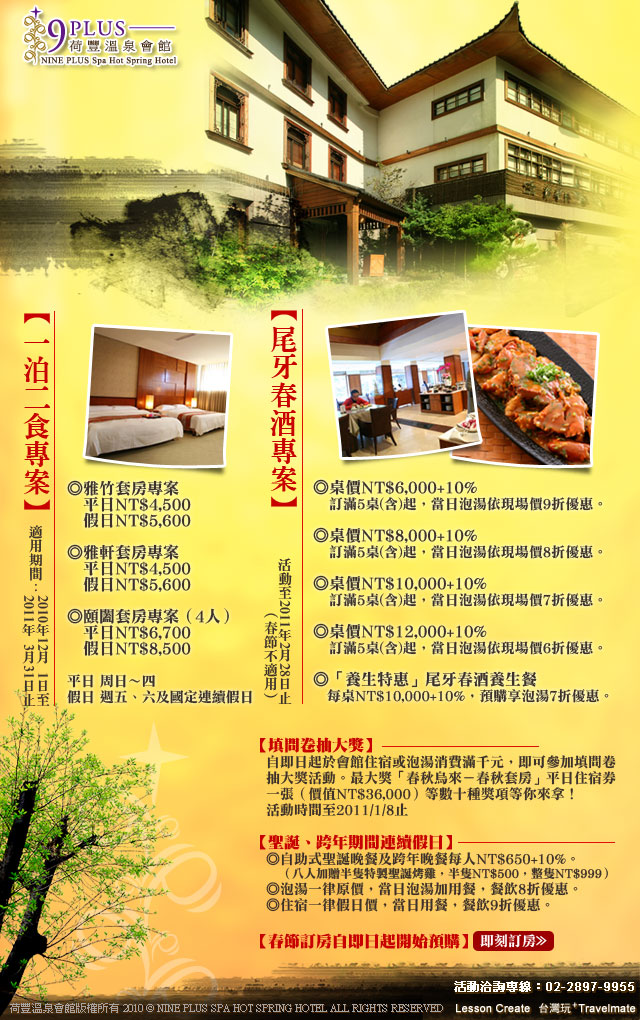 9 PLUS
荷豐溫泉會館
NINE PLUS Spa Hot Spring Hotel
【一泊二食專案】
適用期間：2010年12月 1日至
2011年 3月31日止
◎雅竹套房專案
平日NT$4,500
假日NT$5,600
◎雅軒套房專案
平日NT$4,500
假日NT$5,600
◎頤園套房專案（4人）
平日NT$6,700
假日NT$8,500
平日 周日～四
假日 週五、六及國定連續假日
【尾牙春酒專案】
活動至2011年2月28日止
（春節不適用）
◎桌價NT$6,000+10%
訂滿5桌(含)起，當日泡湯依現場價9折優惠。
◎桌價NT$8,000+10%
訂滿5桌(含)起，當日泡湯依現場價8折優惠。
◎桌價NT$10,000+10%
訂滿5桌(含)起，當日泡湯依現場價7折優惠。
◎桌價NT$12,000+10%
訂滿5桌(含)起，當日泡湯依現場價6折優惠。
◎「養生特惠」尾牙春酒養生餐
每桌NT$10,000+10%，預購享泡湯7折優惠。
【填問卷抽大獎】
自即日起於會館住宿或泡湯消費滿千元，即可參加填問卷
抽大獎活動。最大獎「春秋烏來－春秋套房」平日住宿券
一張（價值NT$36,000）等數十種獎項等你來拿！
活動時間至2011/1/8止
【聖誕、跨年期間連續假日】
◎自助式聖誕晚餐及跨年晚餐每人NT$650+10%。
（八人加贈半隻特製聖誕烤雞，半隻NT$500，整隻NT$999）
◎泡湯一律原價，當日泡湯加用餐，餐飲8折優惠。
◎住宿一律假日價，當日用餐，餐飲9折優惠。
【春節訂房自即日起開始預購】 即刻訂房
活動洽詢專線：02-2897-9955
荷豐溫泉會館版權所有 2010 © NINE PLUS SPA HOT SPRING HOTEL ALL RIGHTS RESERVED Lesson Create 台灣玩+Travelmate